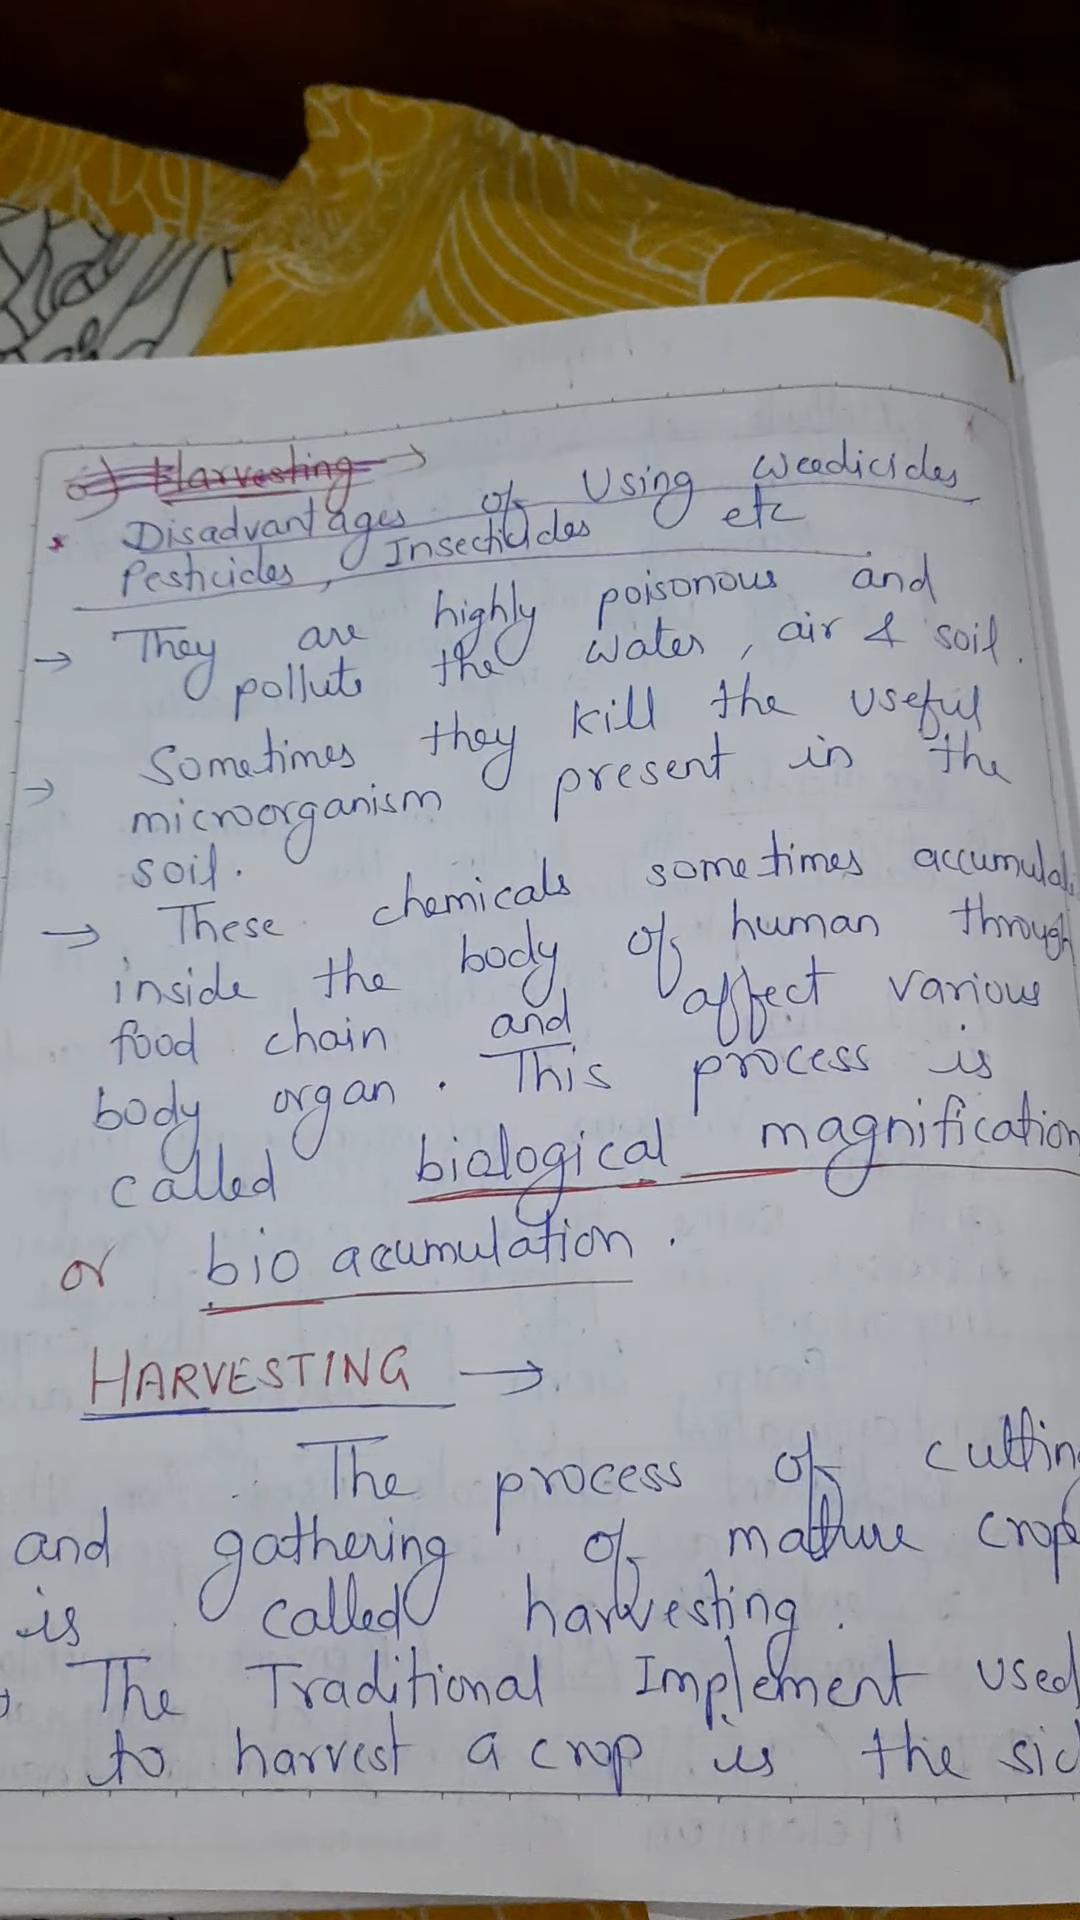 o) Harvesting →
* Disadvantages of Using Weedicides
Pesticides, Insecticides etc
→ They are highly poisonous and
pollute the water, air & soil.
→ Sometimes they kill the useful
microorganism present in the
soil.
→ These chemicals sometimes accumulat
inside the body of human through
food chain and affect various
body organ. This process is
called biological magnification
or bio acumulation.
HARVESTING →
The process of cutting
and gathering of mature crop
is called harvesting.
The Traditional Implement used
to harvest a crop is the sic